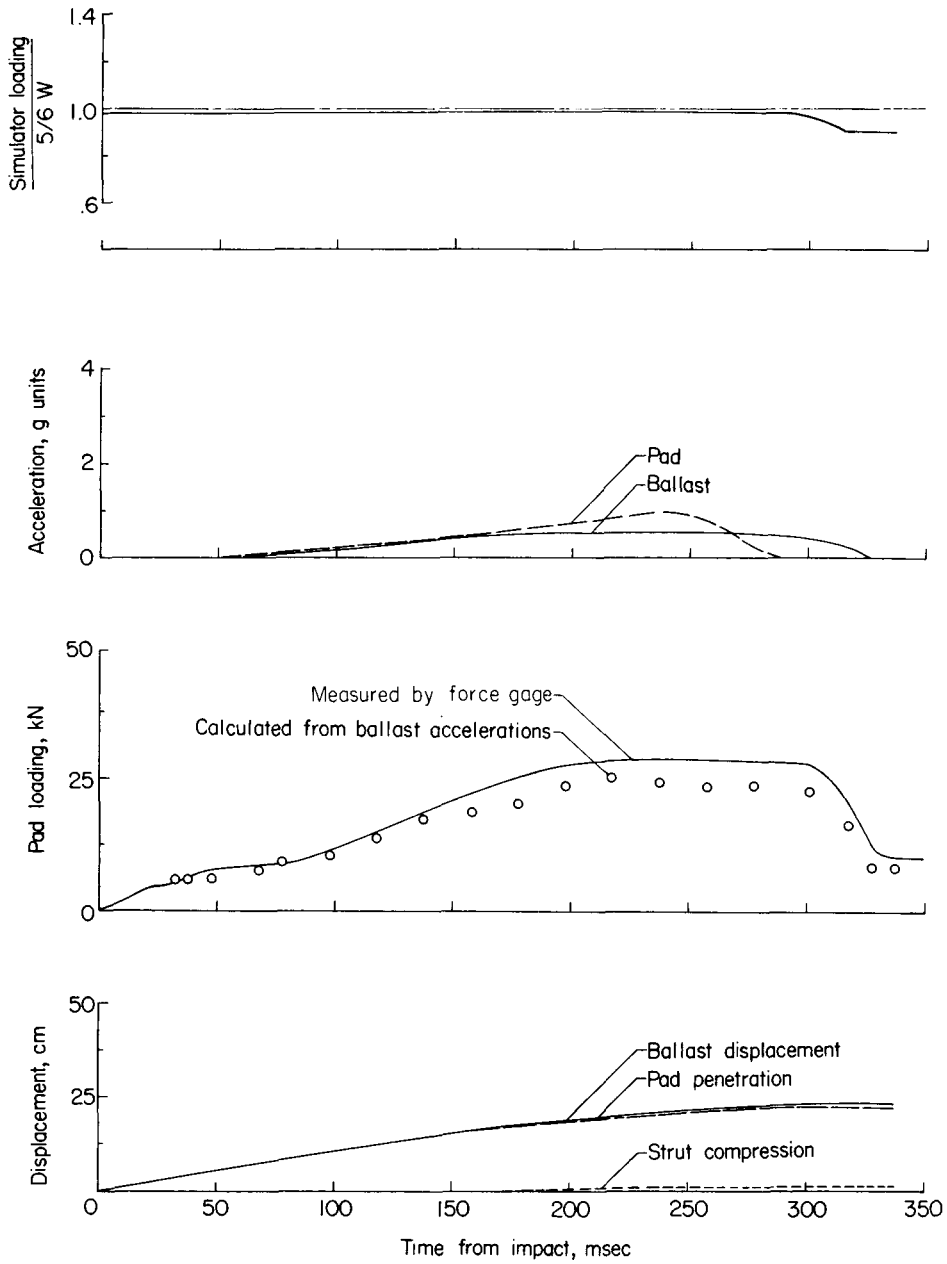 1.4
1.0
.6
Simulator loading
5/6 W
4
2
0
Acceleration, g units
Pad
Ballast
50
25
0
Pad loading, kN
Measured by force gage
Calculated from ballast accelerations
50
25
Displacement, cm
Ballast displacement
Pad penetration
Strut compression
0 50 100 150 200 250 300 350
Time from impact, msec